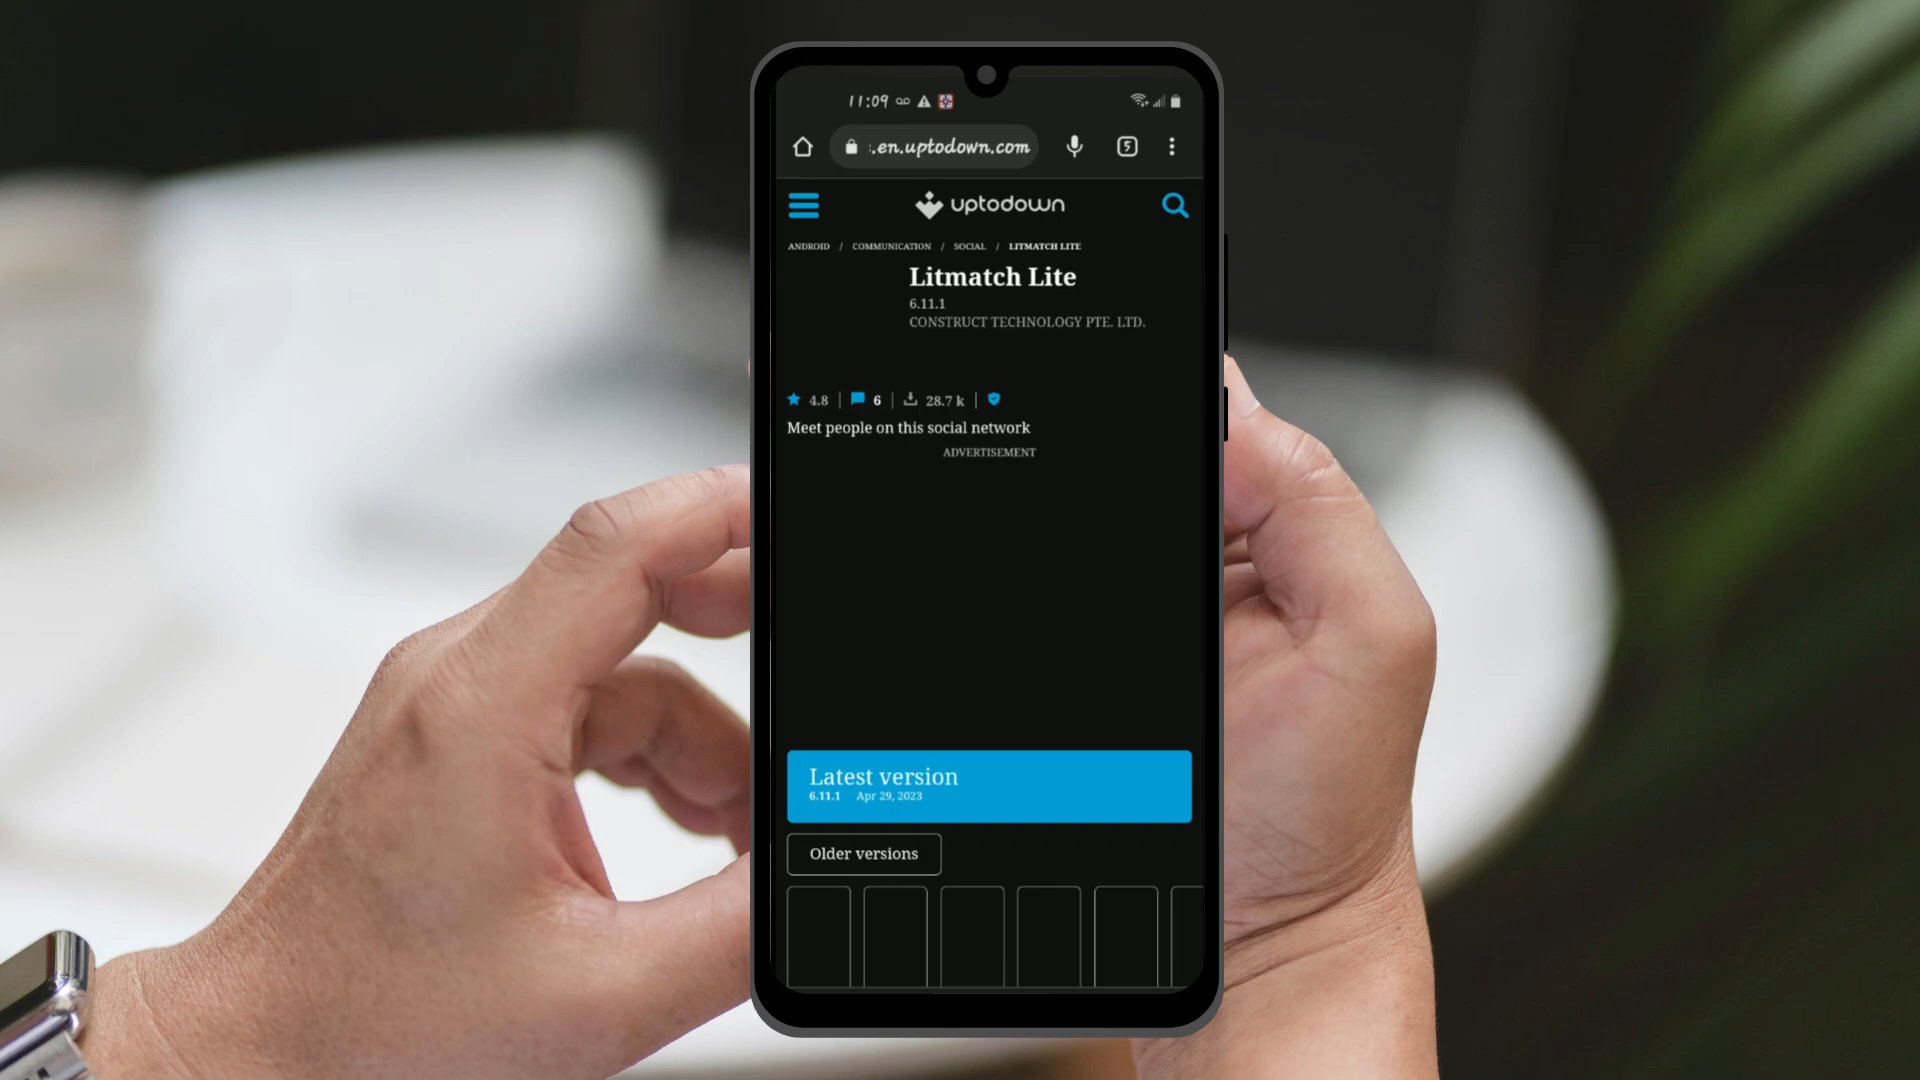 11:09
:.en.uptodown.com
5
uptodown
ANDROID / COMMUNICATION / SOCIAL / LITMATCH LITE
Litmatch Lite
6.11.1
CONSTRUCT TECHNOLOGY PTE. LTD.
4.8 | 6 | 28.7 k |
Meet people on this social network
ADVERTISEMENT
Latest version
6.11.1 Apr 29, 2023
Older versions